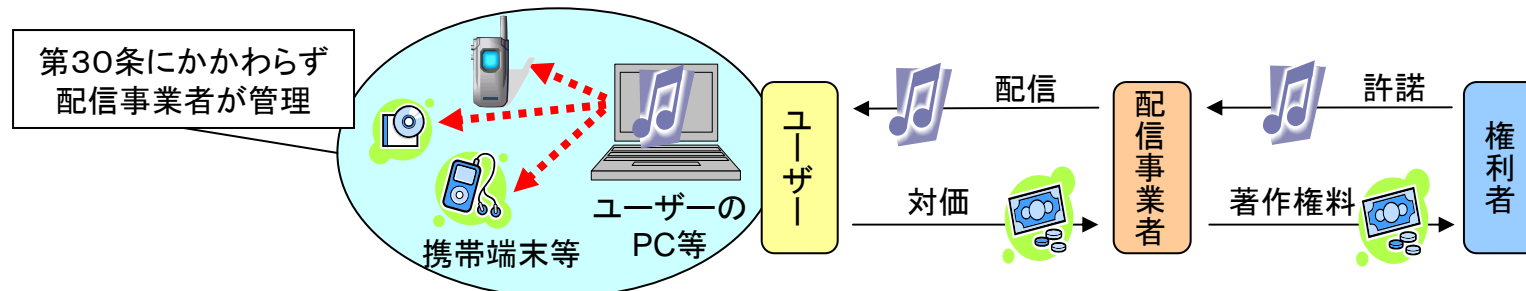 第30条にかかわらず
配信事業者が管理
携帯端末等
ユーザーの
PC等
ユーザー
配信
対価
配信事業者
許諾
著作権料
権利者